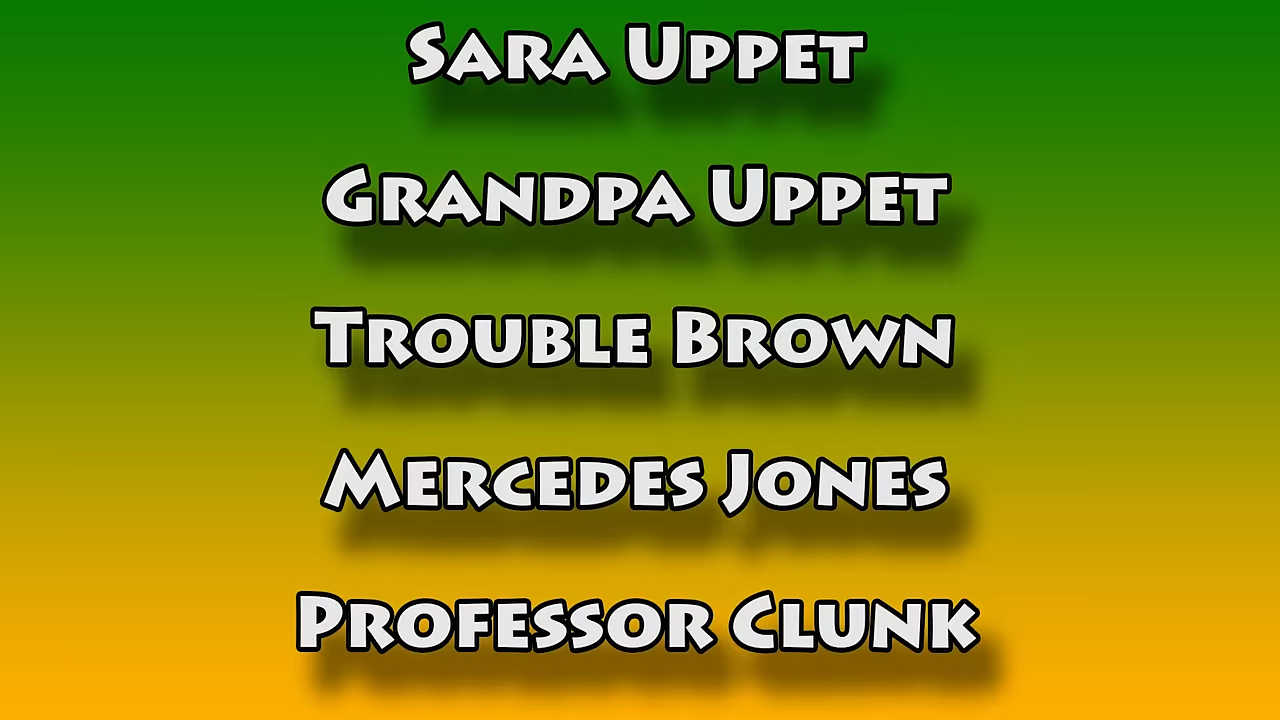 Sara Uppet
Grandpa Uppet
Trouble Brown
Mercedes Jones
Professor Clunk